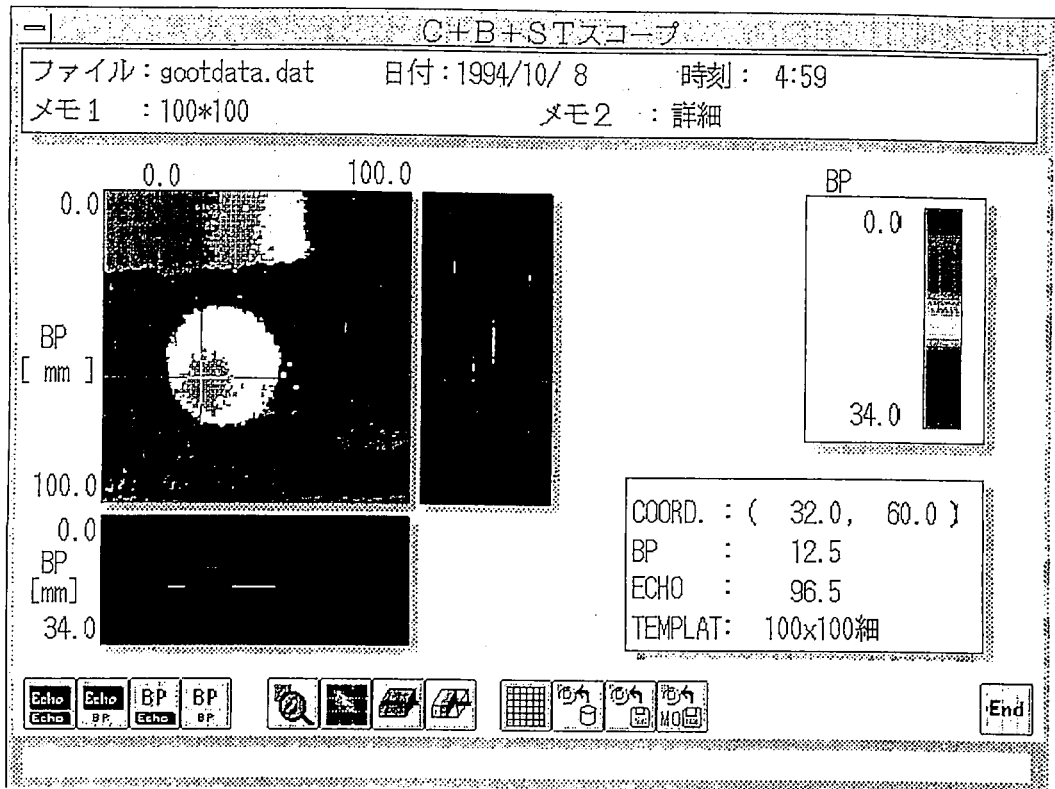 C+B+STスコープ
ファイル：gootdata.dat 日付：1994/10/ 8 時刻： 4:59
メモ１ ：100*100 メモ２ ：詳細
0.0 100.0
0.0
BP
[ mm ]
100.0
0.0
BP
[mm]
34.0
BP
0.0
34.0
COORD. : ( 32.0, 60.0 )
BP : 12.5
ECHO : 96.5
TEMPLAT: 100x100細
Echo Echo BP BP
Echo BP Echo BP
MO
End